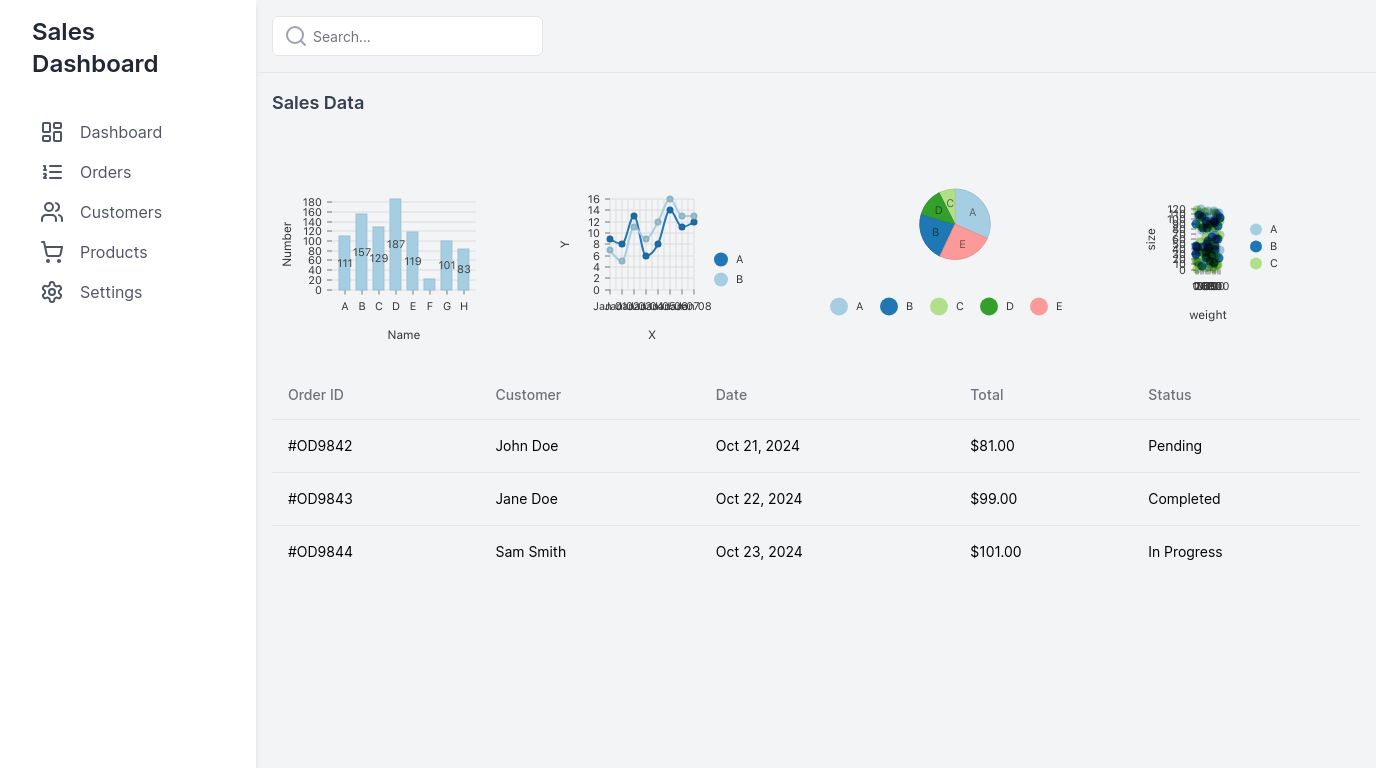 Sales
Dashboard
Dashboard
Orders
Customers
Products
Settings
Search...
Sales Data
Number
180
160
140
120
100
80
60
40
20
0
111
157
129
187
119
101
83
A B C D E F G H
Name
Y
16
14
12
10
8
6
4
2
0
X
A
B
A
B
C
D
E
A B C D E
size
120
0
weight
A
B
C
Order ID Customer Date Total Status
#OD9842 John Doe Oct 21, 2024 $81.00 Pending
#OD9843 Jane Doe Oct 22, 2024 $99.00 Completed
#OD9844 Sam Smith Oct 23, 2024 $101.00 In Progress